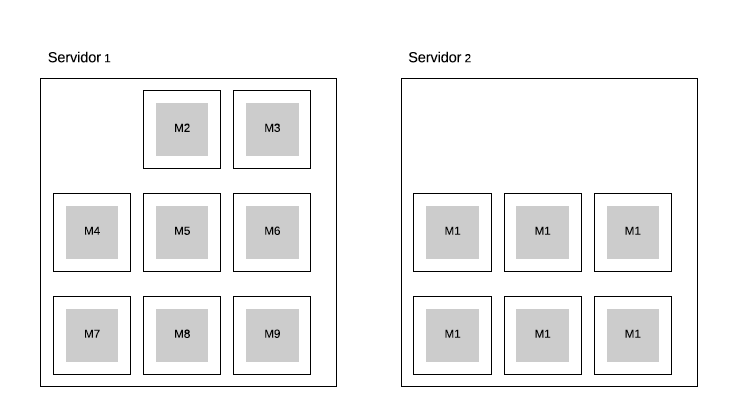 Servidor 1
Servidor 2
M2 M3
M4 M5 M6
M1 M1 M1
M7 M8 M9
M1 M1 M1